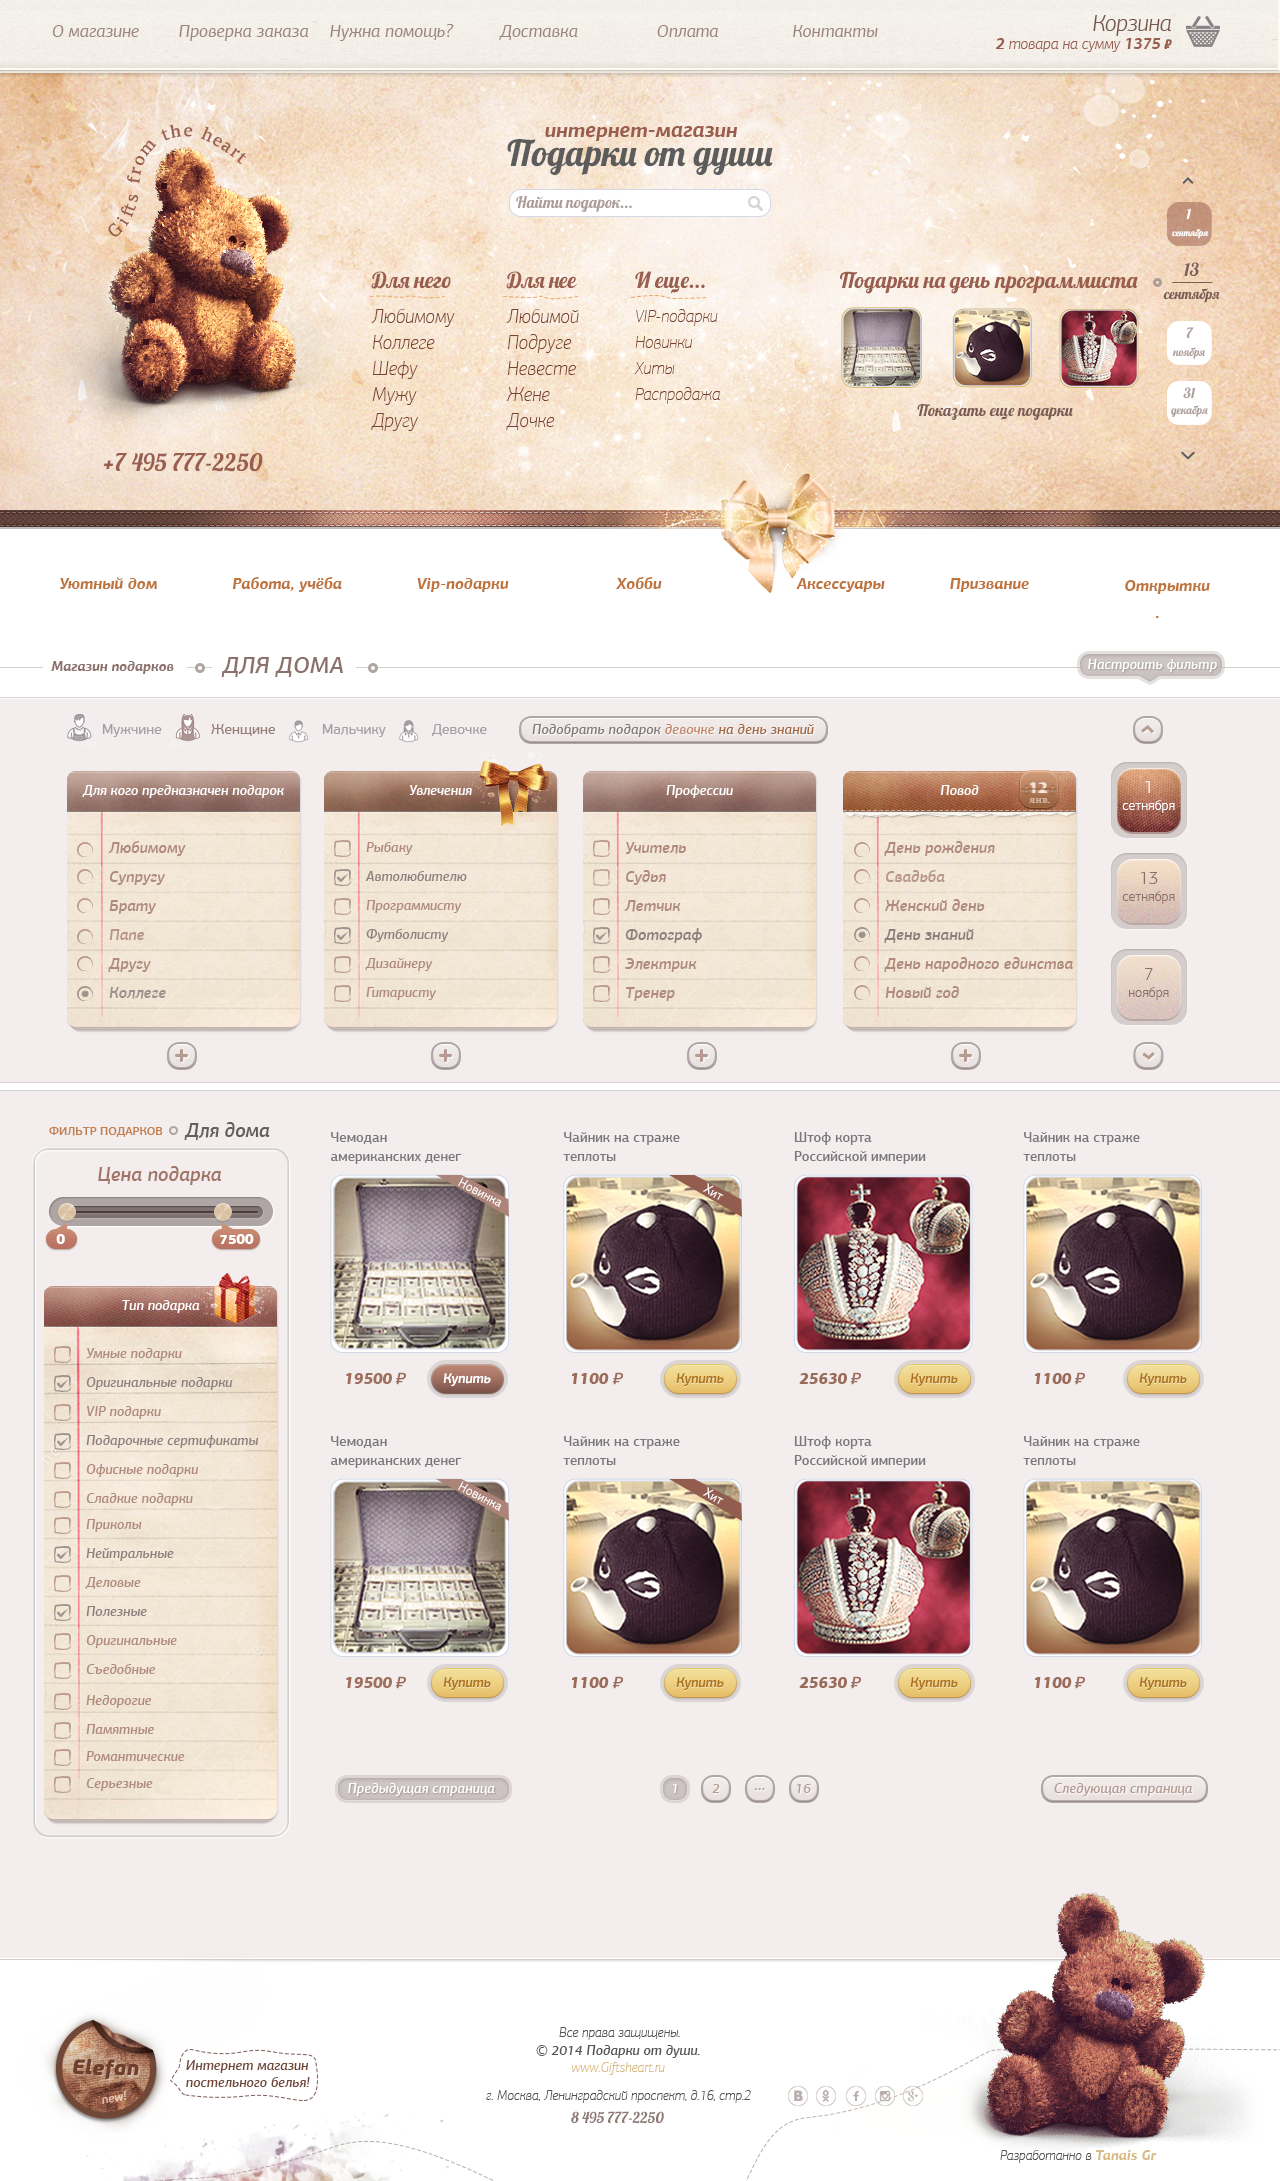 О магазине
Проверка заказа
Нужна помощь?
Доставка
Оплата
Контакты
Корзина
2 товара на сумму 1375 ₽
Gifts from the heart
интернет-магазин
Подарки от души
Найти подарок...
Для него
Любимому
Коллеге
Шефу
Мужу
Другу
Для нее
Любимой
Подруге
Невесте
Жене
Дочке
И еще...
VIP-подарки
Новинки
Хиты
Распродажа
Подарки на день программиста
Показать еще подарки
1
сентября
13
сентября
7
ноября
31
декабря
+7 495 777-2250
Уютный дом
Работа, учёба
Vip-подарки
Хобби
Аксессуары
Призвание
Открытки
.
Магазин подарков
ДЛЯ ДОМА
Настроить фильтр
Мужчине
Женщине
Мальчику
Девочке
Подобрать подарок девочке на день знаний
Для кого предназначен подарок
Любимому
Супругу
Брату
Папе
Другу
Коллеге
Увлечения
Рыбаку
Автолюбителю
Программисту
Футболисту
Дизайнеру
Гитаристу
Профессии
Учитель
Судья
Летчик
Фотограф
Электрик
Тренер
Повод
12
ЯНВ.
День рождения
Свадьба
Женский день
День знаний
День народного единства
Новый год
1
сетнября
13
сетнября
7
ноября
ФИЛЬТР ПОДАРКОВ
Для дома
Цена подарка
0
7500
Тип подарка
Умные подарки
Оригинальные подарки
VIP подарки
Подарочные сертификаты
Офисные подарки
Сладкие подарки
Приколы
Нейтральные
Деловые
Полезные
Оригинальные
Съедобные
Недорогие
Памятные
Романтические
Серьезные
Чемодан
американских денег
Новинка
19500 ₽
Купить
Чайник на страже
теплоты
Хит
1100 ₽
Купить
Штоф корта
Российской империи
25630 ₽
Купить
Чайник на страже
теплоты
1100 ₽
Купить
Чемодан
американских денег
Новинка
19500 ₽
Купить
Чайник на страже
теплоты
Хит
1100 ₽
Купить
Штоф корта
Российской империи
25630 ₽
Купить
Чайник на страже
теплоты
1100 ₽
Купить
Предыдущая страница
1
2
...
16
Следующая страница
Elefan
new!
Интернет магазин
постельного белья!
Все права защищены.
© 2014 Подарки от души.
www.Giftsheart.ru
г. Москва, Ленинградский проспект, д.16, стр.2
8 495 777-2250
Разработанно в Tanais Gr